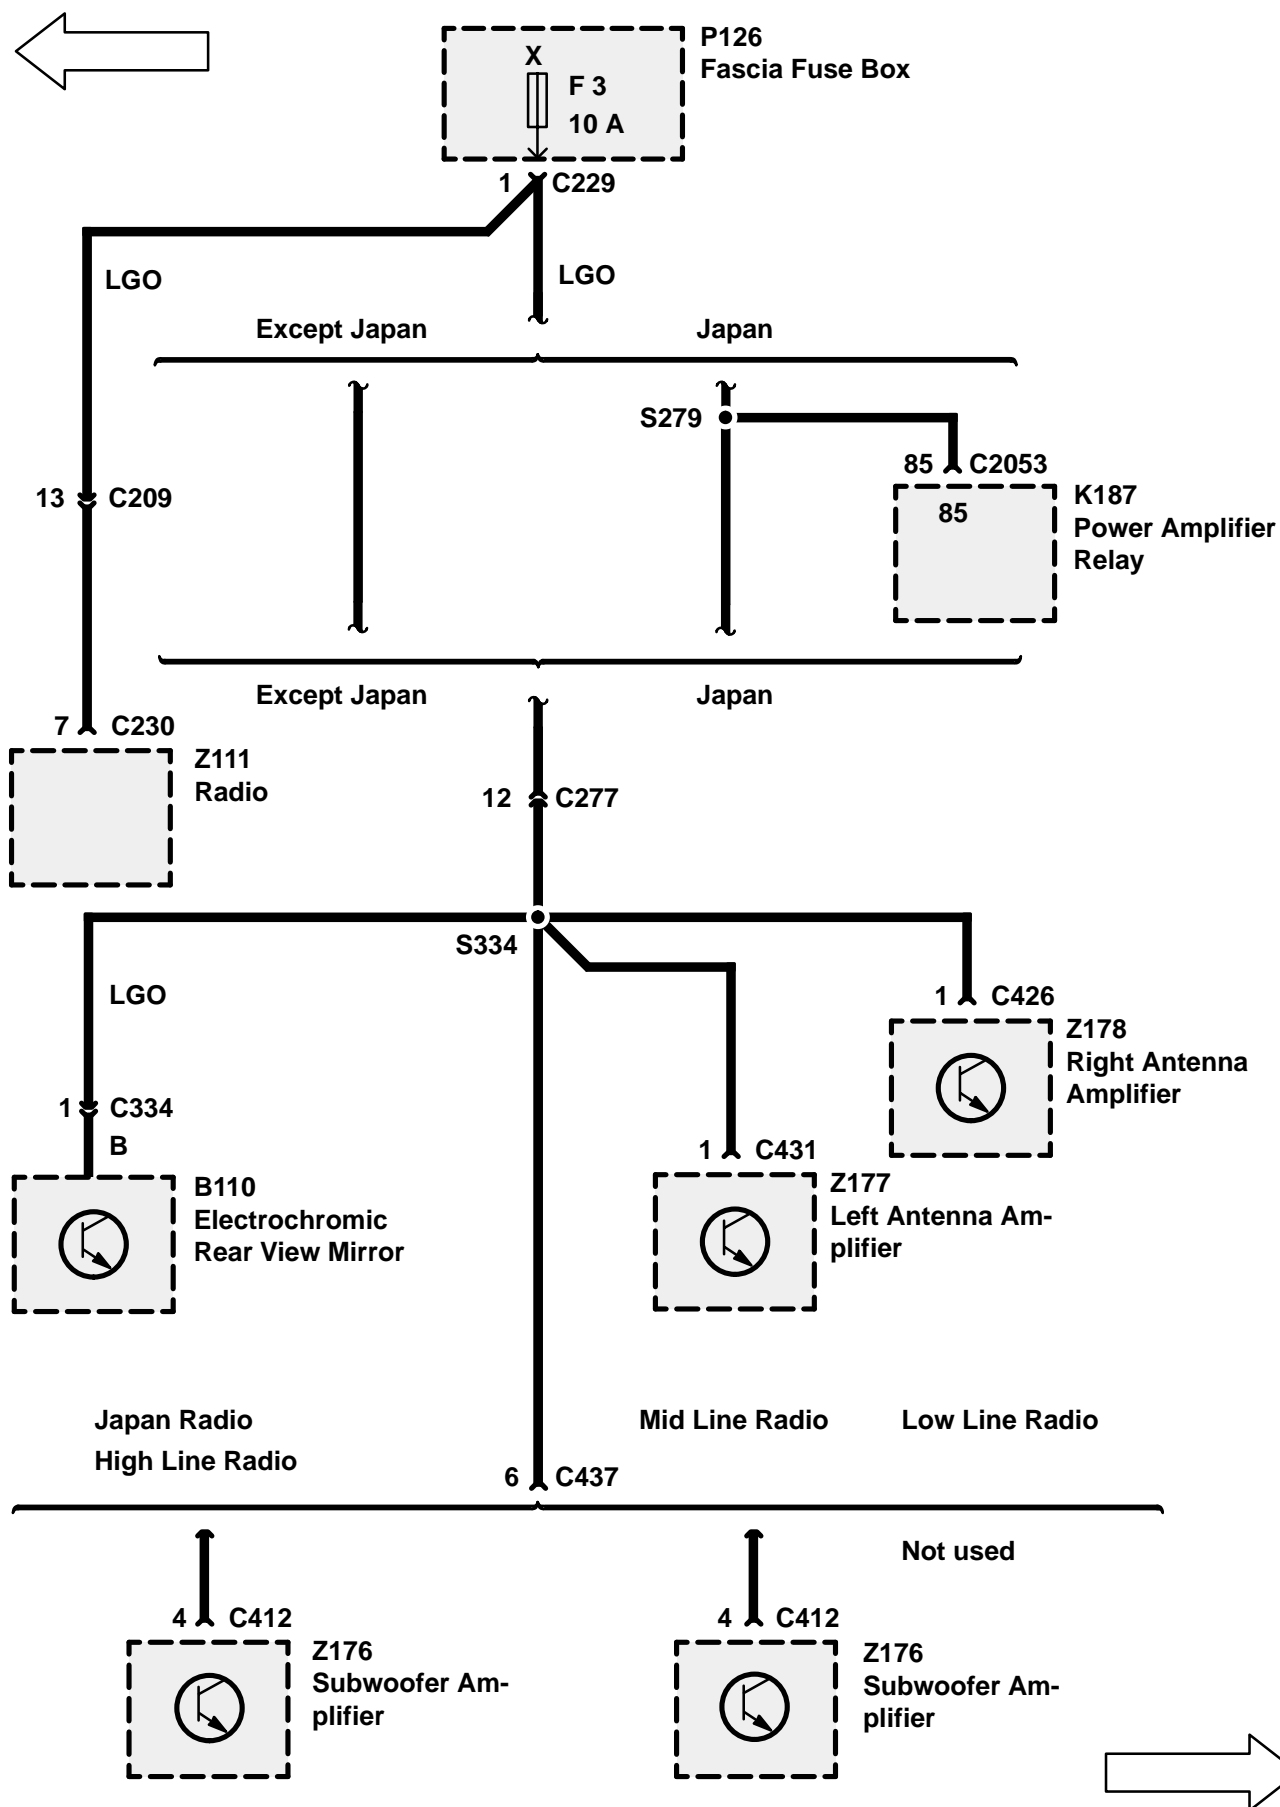 P126
Fascia Fuse Box
X
F 3
10 A
1 C229
LGO
LGO
Except Japan Japan
S279
85 C2053
85
K187
Power Amplifier
Relay
13 C209
Except Japan Japan
7 C230
Z111
Radio
12 C277
S334
LGO
1 C426
Z178
Right Antenna
Amplifier
1 C334
B
1 C431
B110
Electrochromic
Rear View Mirror
Z177
Left Antenna Am-
plifier
Japan Radio
High Line Radio
Mid Line Radio
Low Line Radio
6 C437
Not used
4 C412
4 C412
Z176
Subwoofer Am-
plifier
Z176
Subwoofer Am-
plifier